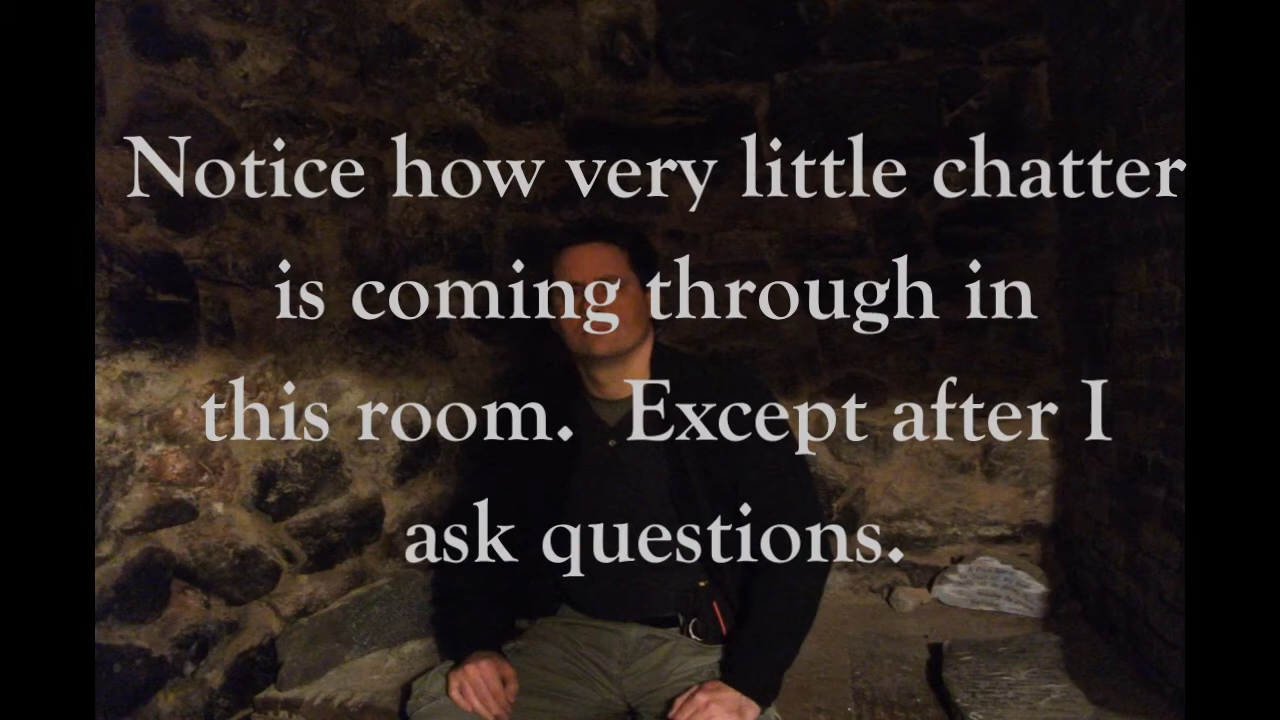 Notice how very little chatter
is coming through in
this room.  Except after I
ask questions.